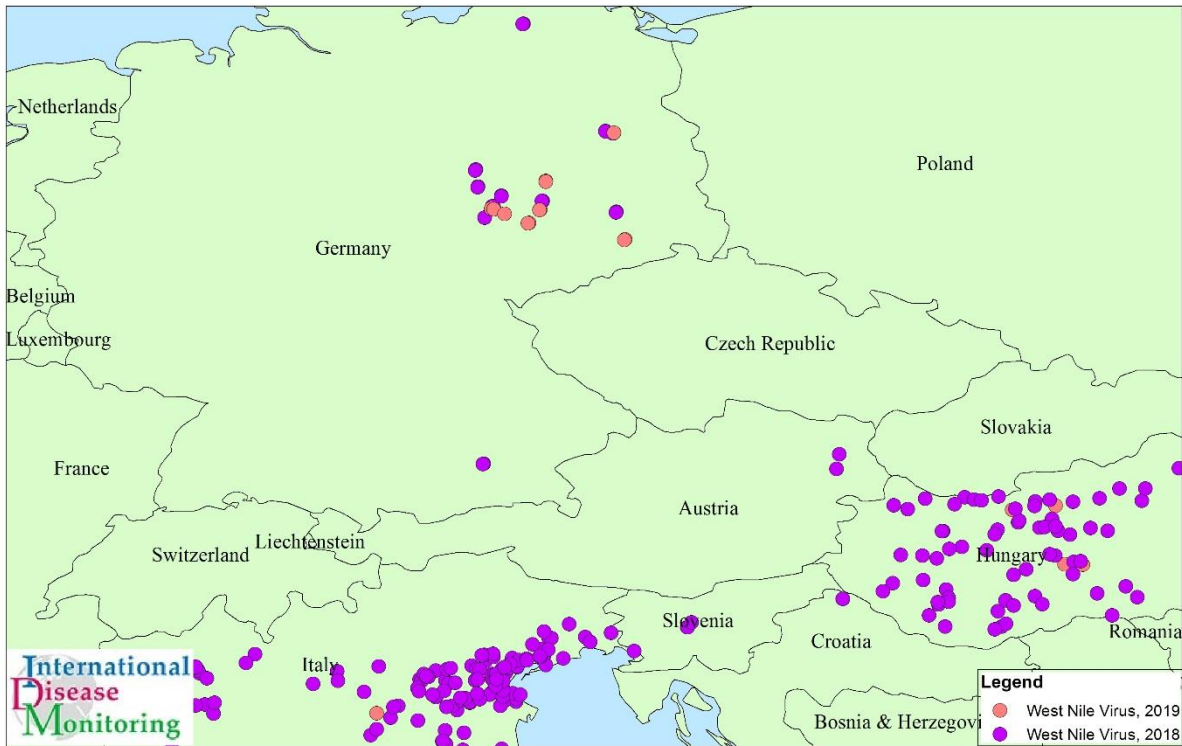 Netherlands
Poland
Germany
Belgium
Luxembourg
Czech Republic
Slovakia
France
Austria
Liechtenstein
Switzerland
Hungary
Slovenia
Croatia
Romania
Italy
Bosnia & Herzegovi
International
Disease
Monitoring
Legend
West Nile Virus, 2019
West Nile Virus, 2018